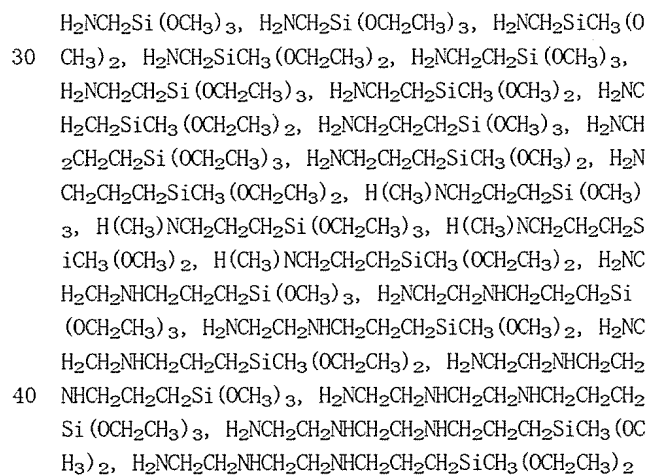 H₂NCH₂Si(OCH₃)₃, H₂NCH₂Si(OCH₂CH₃)₃, H₂NCH₂SiCH₃(O
30 CH₃)₂, H₂NCH₂SiCH₃(OCH₂CH₃)₂, H₂NCH₂CH₂Si(OCH₃)₃,
H₂NCH₂CH₂Si(OCH₂CH₃)₃, H₂NCH₂CH₂SiCH₃(OCH₃)₂, H₂NC
H₂CH₂SiCH₃(OCH₂CH₃)₂, H₂NCH₂CH₂CH₂Si(OCH₃)₃, H₂NCH
₂CH₂CH₂Si(OCH₂CH₃)₃, H₂NCH₂CH₂CH₂SiCH₃(OCH₃)₂, H₂N
CH₂CH₂CH₂SiCH₃(OCH₂CH₃)₂, H(CH₃)NCH₂CH₂CH₂Si(OCH₃)
₃, H(CH₃)NCH₂CH₂CH₂Si(OCH₂CH₃)₃, H(CH₃)NCH₂CH₂CH₂S
iCH₃(OCH₃)₂, H(CH₃)NCH₂CH₂CH₂SiCH₃(OCH₂CH₃)₂, H₂NC
H₂CH₂NHCH₂CH₂CH₂Si(OCH₃)₃, H₂NCH₂CH₂NHCH₂CH₂CH₂Si
(OCH₂CH₃)₃, H₂NCH₂CH₂NHCH₂CH₂CH₂SiCH₃(OCH₃)₂, H₂NC
H₂CH₂NHCH₂CH₂CH₂SiCH₃(OCH₂CH₃)₂, H₂NCH₂CH₂NHCH₂CH₂
40 NHCH₂CH₂CH₂Si(OCH₃)₃, H₂NCH₂CH₂NHCH₂CH₂NHCH₂CH₂CH₂
Si(OCH₂CH₃)₃, H₂NCH₂CH₂NHCH₂CH₂NHCH₂CH₂CH₂SiCH₃(OC
H₃)₂, H₂NCH₂CH₂NHCH₂CH₂NHCH₂CH₂CH₂SiCH₃(OCH₂CH₃)₂